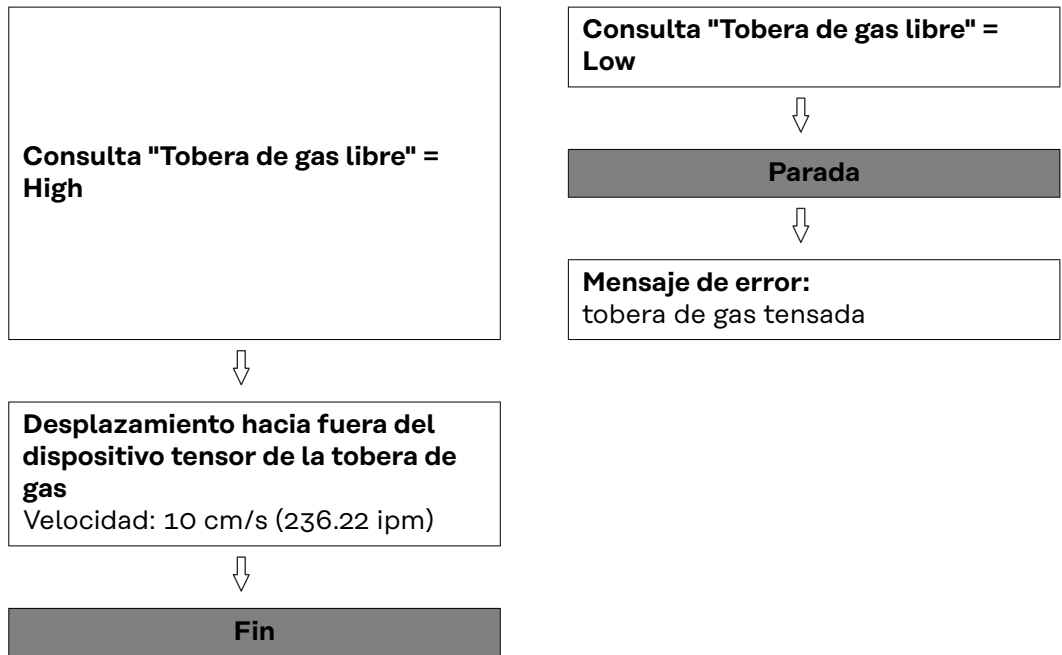 Consulta "Tobera de gas libre" =
High
Desplazamiento hacia fuera del
dispositivo tensor de la tobera de
gas
Velocidad: 10 cm/s (236.22 ipm)
Fin
Consulta "Tobera de gas libre" =
Low
Parada
Mensaje de error:
tobera de gas tensada